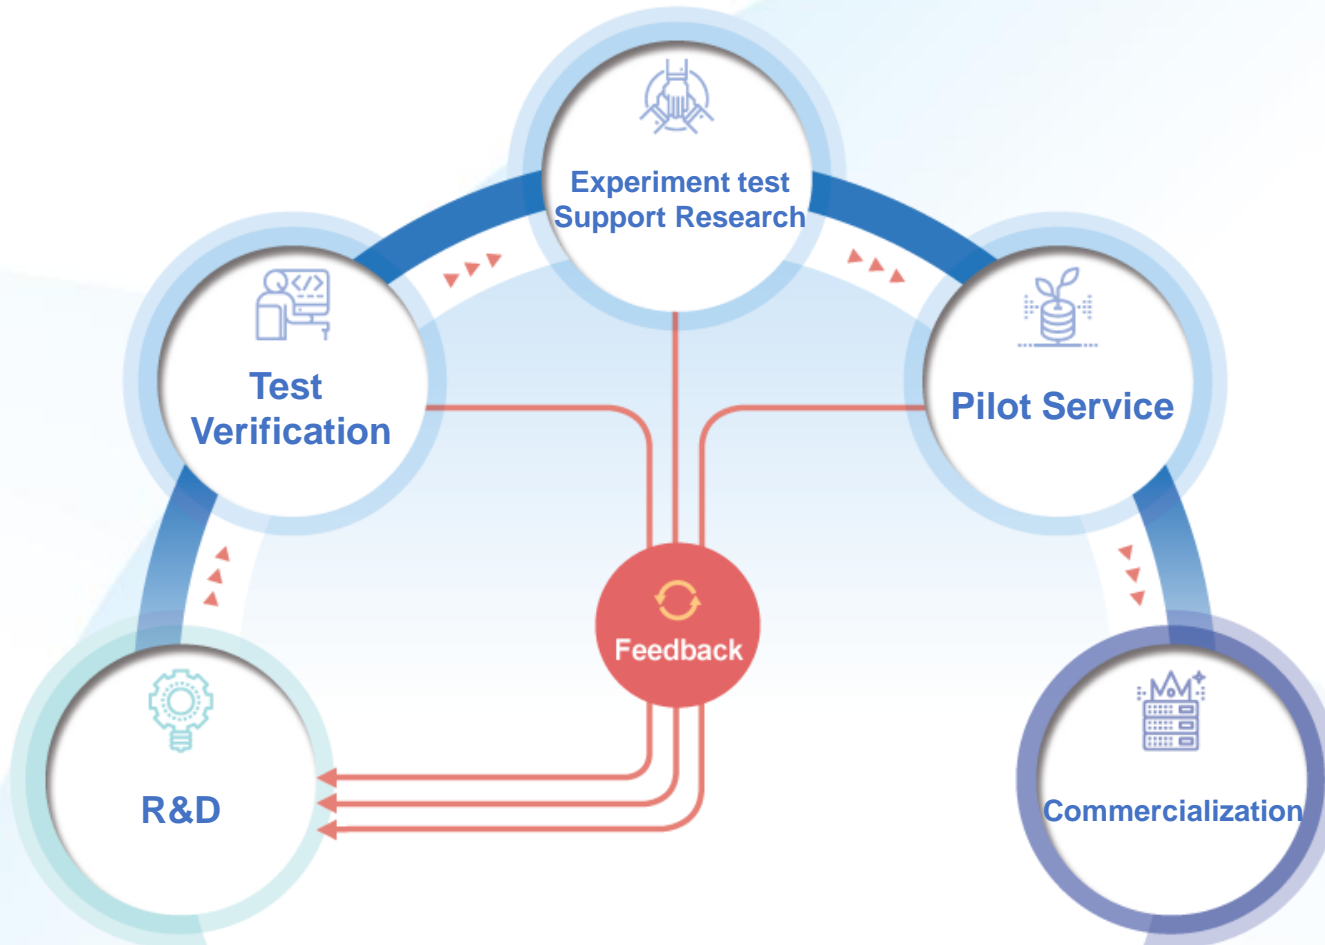 Experiment test
Support Research
Test
Verification
Pilot Service
Feedback
R&D
Commercialization